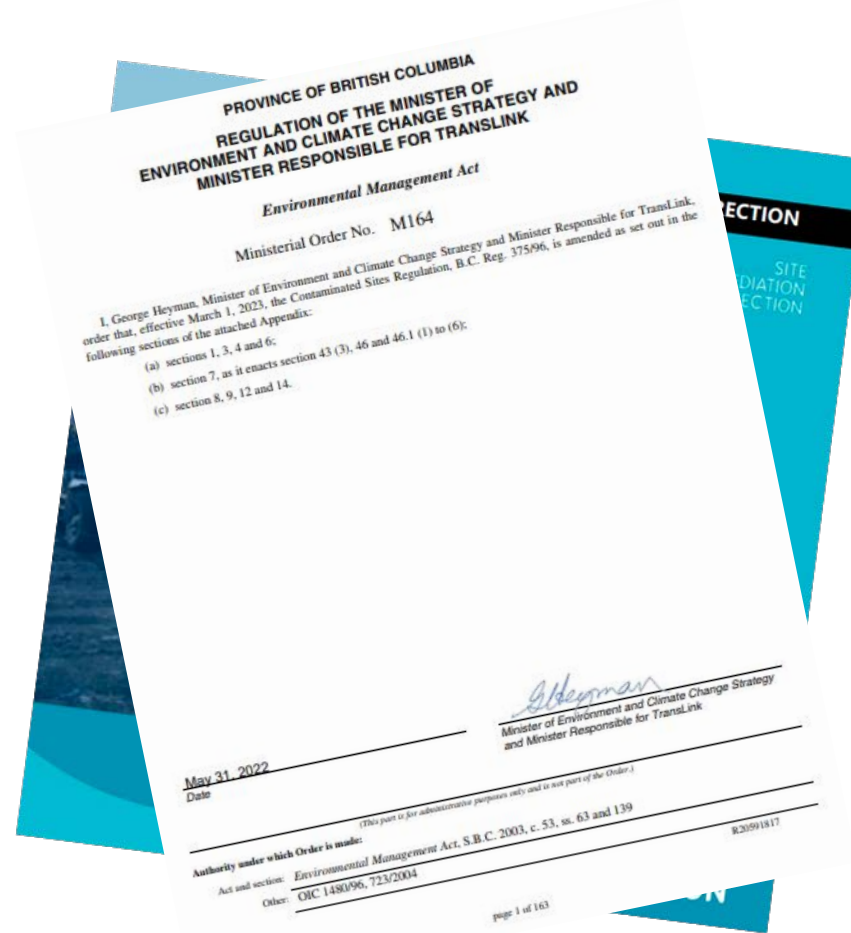 PROVINCE OF BRITISH COLUMBIA
REGULATION OF THE MINISTER OF
ENVIRONMENT AND CLIMATE CHANGE STRATEGY AND
MINISTER RESPONSIBLE FOR TRANSLINK
Environmental Management Act
Ministerial Order No. M164
I, George Heyman, Minister of Environment and Climate Change Strategy and Minister Responsible for TransLink,
order that, effective March 1, 2023, the Contaminated Sites Regulation, B.C. Reg. 375/96, is amended as set out in the
following sections of the attached Appendix:
(a) sections 1, 3, 4 and 6;
(b) section 7, as it enacts section 43 (3), 46 and 46.1 (1) to (6);
(c) section 8, 9, 12 and 14.
ECTION
SITE
DIATION
ECTION
GHeyman
May 31, 2022
Date
Minister of Environment and Climate Change Strategy
and Minister Responsible for TransLink
(This part is for administrative purposes only and is not part of the Order.)
Authority under which Order is made:
Act and section: Environmental Management Act, S.B.C. 2003, c. 53, ss. 63 and 139
Other: OIC 1480/96, 723/2004
R20591817
page 1 of 163